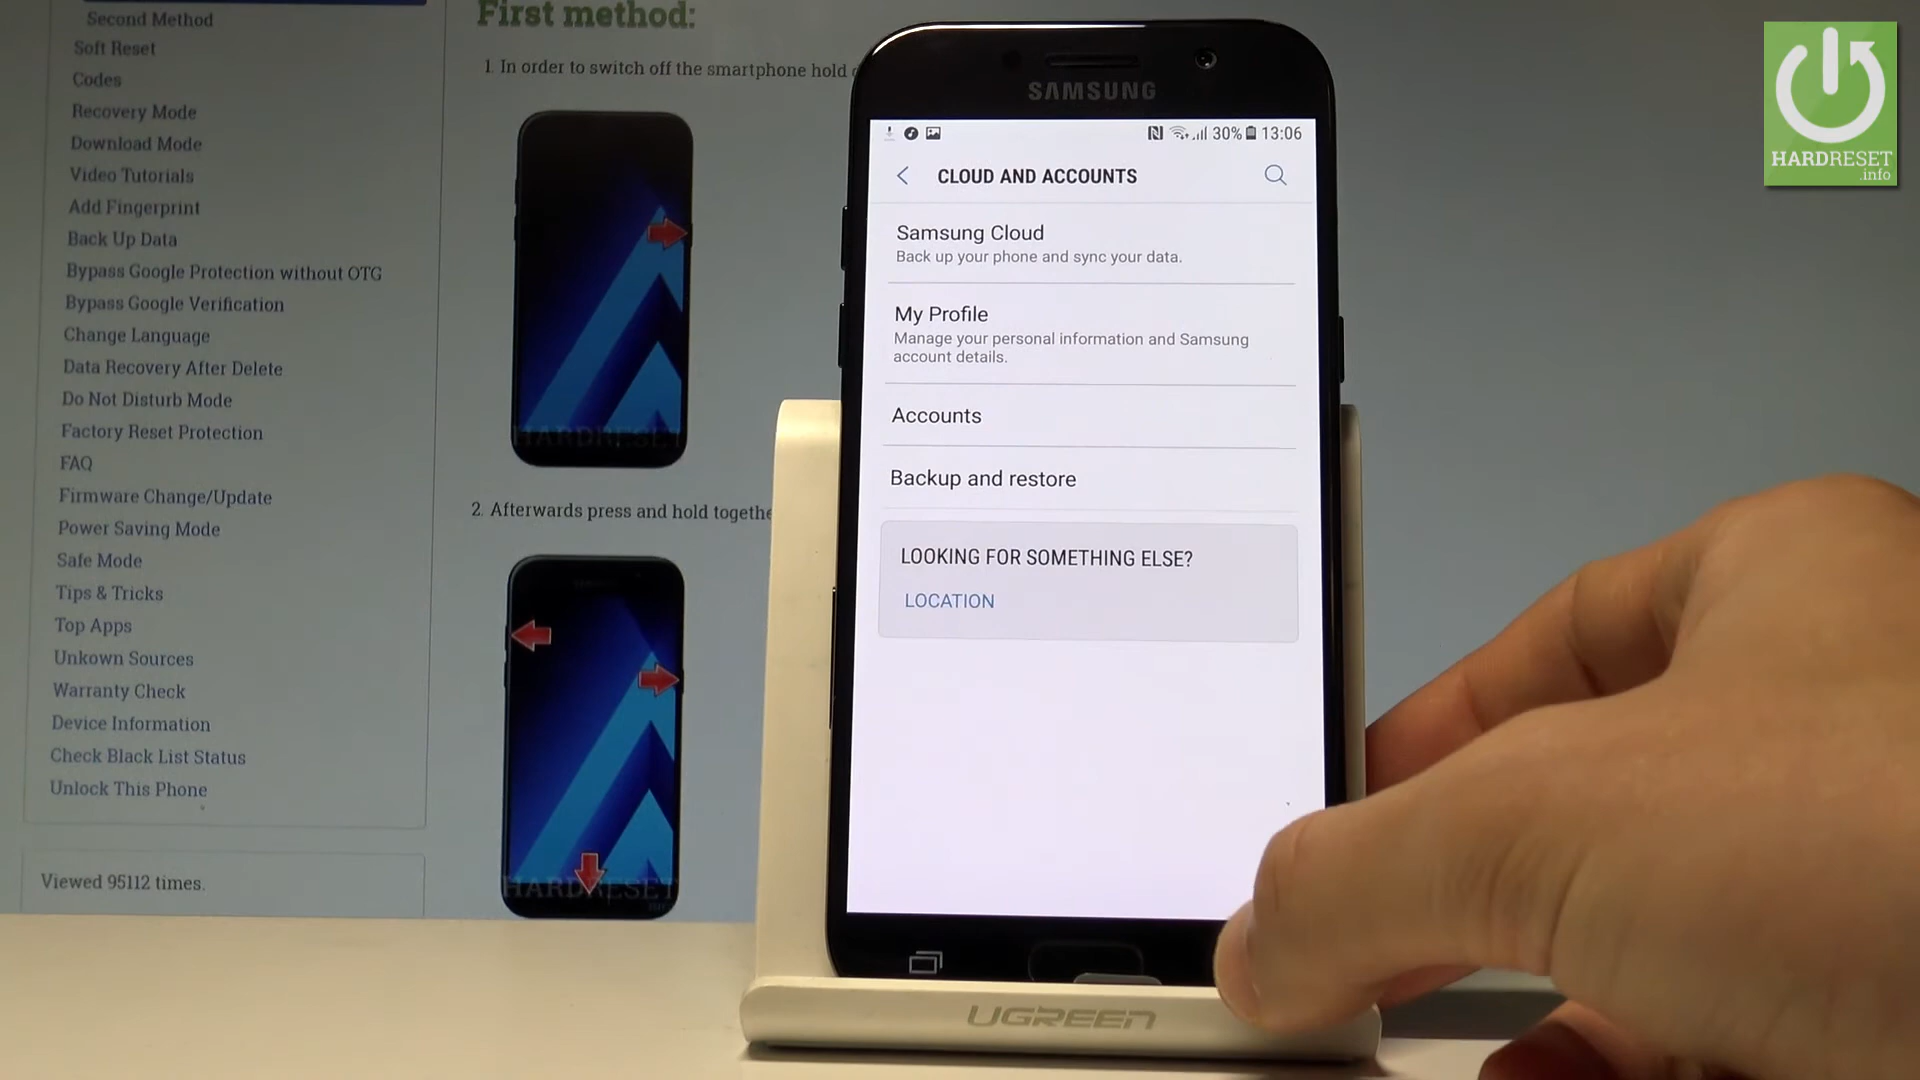 Second Method
Soft Reset
Codes
Recovery Mode
Download Mode
Video Tutorials
Add Fingerprint
Back Up Data
Bypass Google Protection without OTG
Bypass Google Verification
Change Language
Data Recovery After Delete
Do Not Disturb Mode
Factory Reset Protection
FAQ
Firmware Change/Update
Power Saving Mode
Safe Mode
Tips & Tricks
Top Apps
Unkown Sources
Warranty Check
Device Information
Check Black List Status
Unlock This Phone
Viewed 95112 times.
First method:
1. In order to switch off the smartphone hold
HARDRESET
2. Afterwards press and hold togethe
HARDRESET
SAMSUNG
30% 13:06
CLOUD AND ACCOUNTS
Samsung Cloud
Back up your phone and sync your data.
My Profile
Manage your personal information and Samsung
account details.
Accounts
Backup and restore
LOOKING FOR SOMETHING ELSE?
LOCATION
UGREEN
HARDRESET
.info